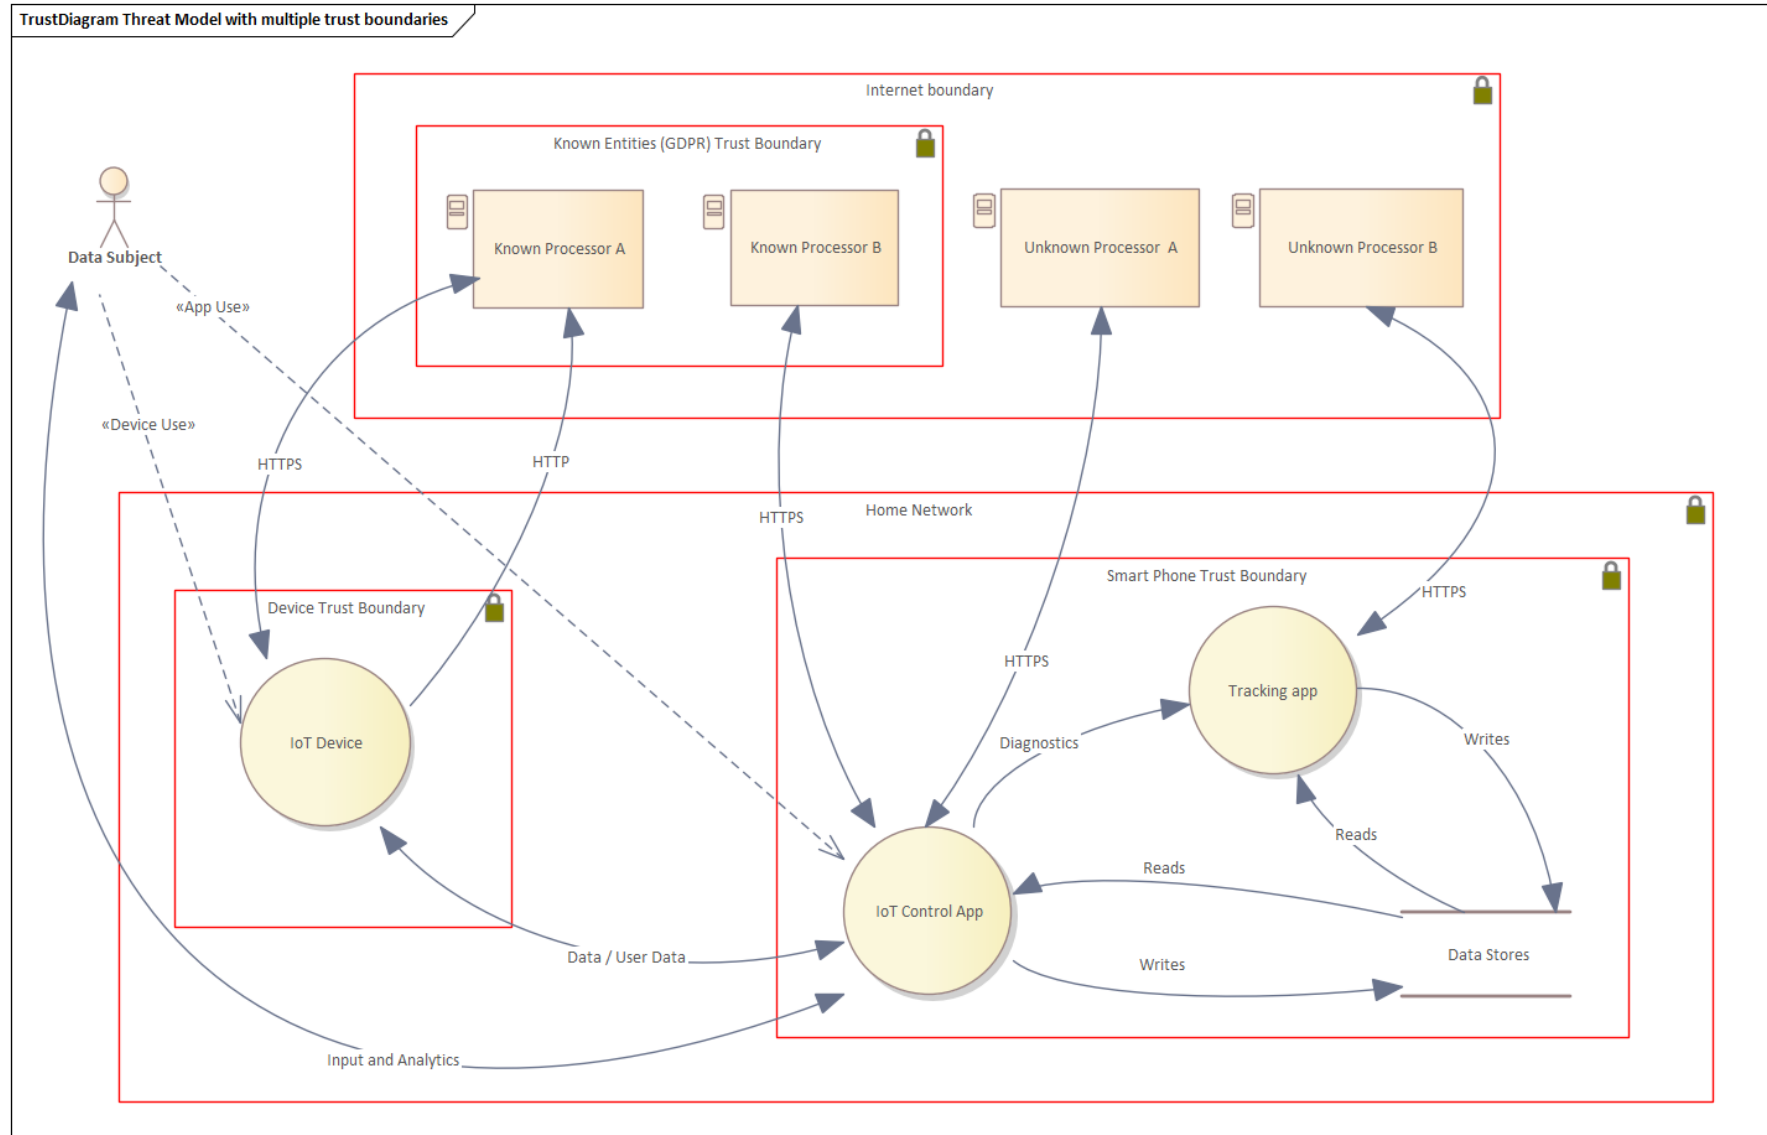 TrustDiagram Threat Model with multiple trust boundaries
Internet boundary
Known Entities (GDPR) Trust Boundary
Known Processor A
Known Processor B
Unknown Processor  A
Unknown Processor B
Data Subject
«App Use»
«Device Use»
HTTPS
HTTP
HTTPS
Home Network
Smart Phone Trust Boundary
HTTPS
Device Trust Boundary
HTTPS
Tracking app
IoT Device
Diagnostics
Writes
Reads
Reads
IoT Control App
Data / User Data
Writes
Data Stores
Input and Analytics